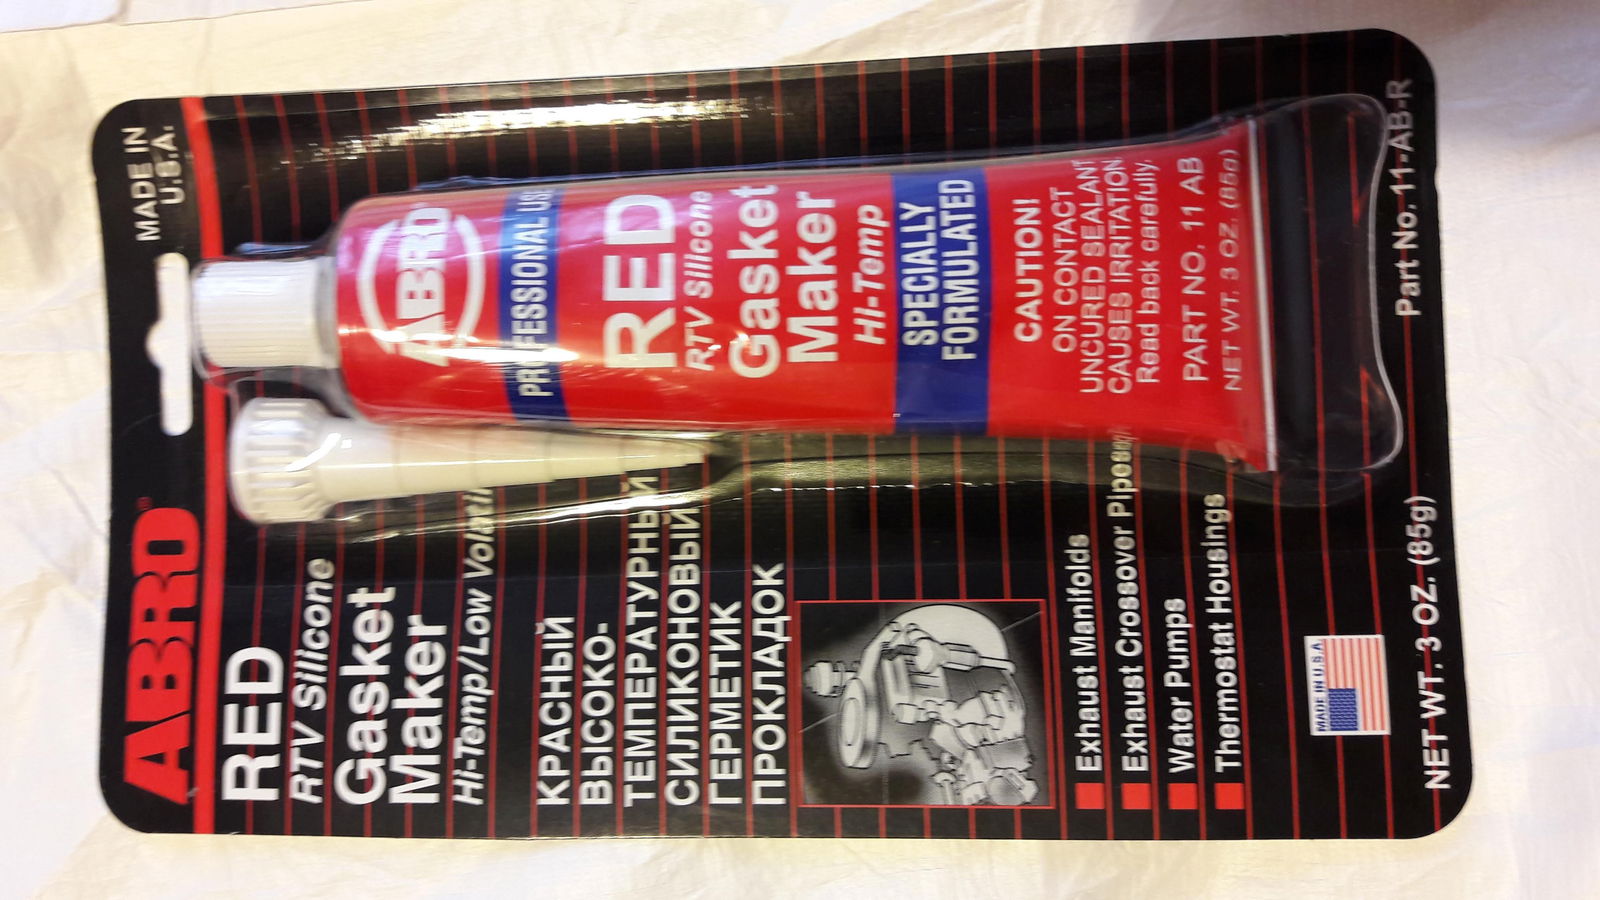 MADE IN
U.S.A.
ABRO®
RED
RTV Silicone
Gasket
Maker
Hi-Temp/Low
КРАСНЫЙ
ВЫСОКО-
ТЕМПЕРАТУРНЫЙ
СИЛИКОНОВЫЙ
ГЕРМЕТИК
ПРОКЛАДОК
Exhaust Manifolds
Exhaust Crossover Pipes
Water Pumps
Thermostat Housings
MADE IN U.S.A
NET WT. 3 OZ. (85g)
Part No. 11-AB-R
ABRO
PROFESSIONAL USE
RED
RTV Silicone
Gasket
Maker
Hi-Temp
SPECIALLY
FORMULATED
CAUTION!
ON CONTACT
UNCURED SEALANT
CAUSES IRRITATION.
Read back carefully.
PART NO. 11 AB
NET WT. 3 OZ. (85g)